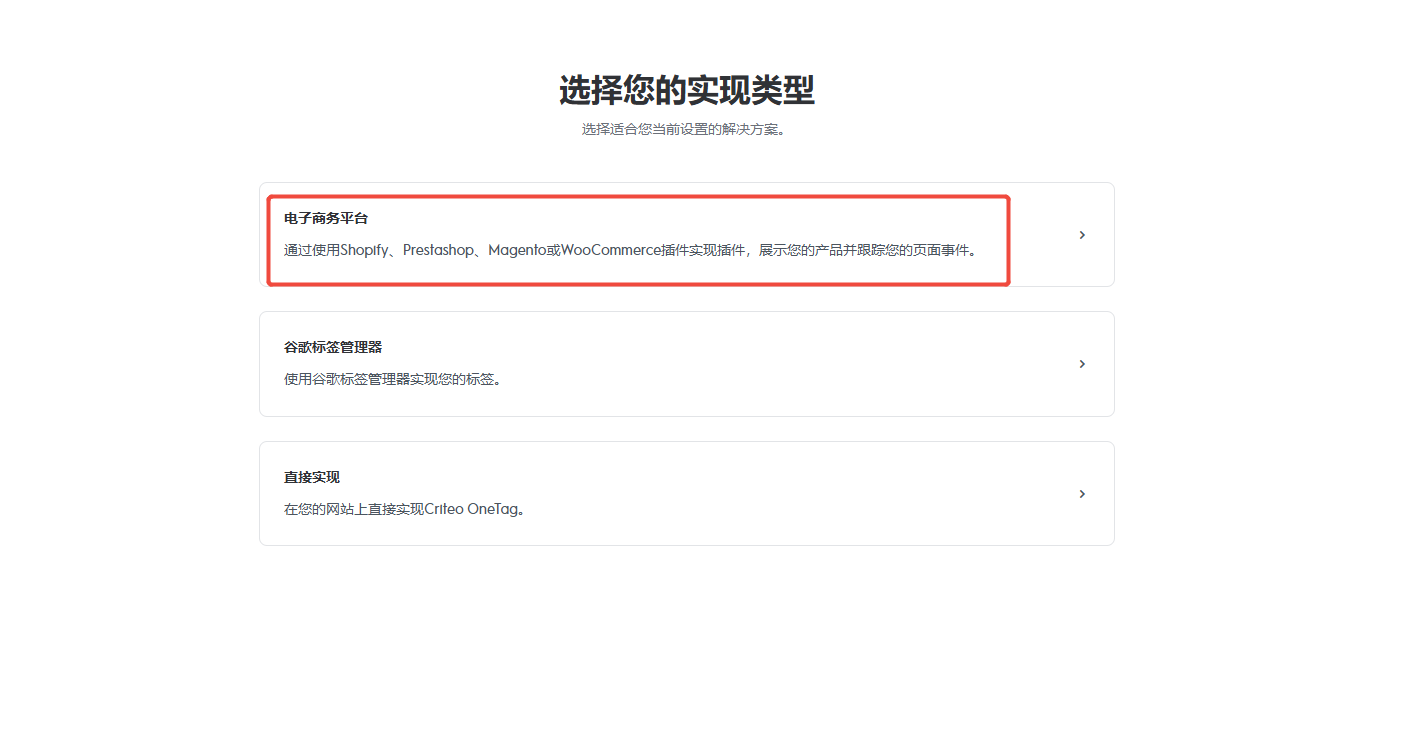 选择您的实现类型
选择适合您当前设置的解决方案。
电子商务平台
通过使用Shopify、Prestashop、Magento或WooCommerce插件实现插件，展示您的产品并跟踪您的页面事件。
谷歌标签管理器
使用谷歌标签管理器实现您的标签。
直接实现
在您的网站上直接实现Criteo OneTag。